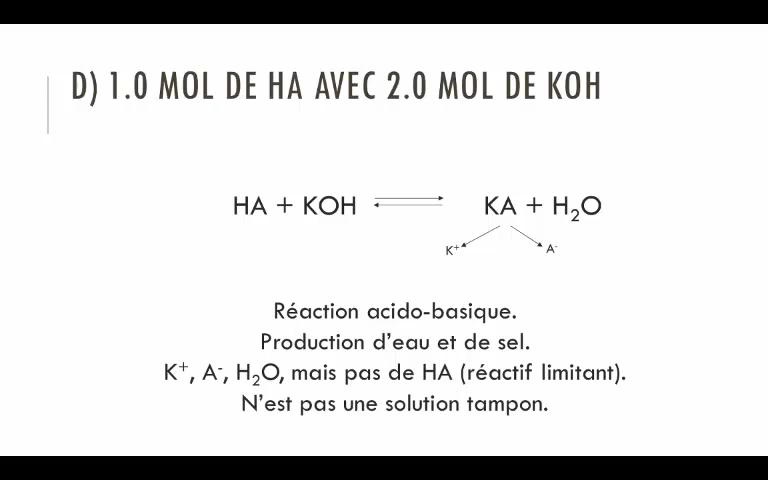 D) 1.0 MOL DE HA AVEC 2.0 MOL DE KOH
HA + KOH ⇌ KA + H₂O
K⁺ A⁻
Réaction acido-basique.
Production d'eau et de sel.
K⁺, A⁻, H₂O, mais pas de HA (réactif limitant).
N'est pas une solution tampon.